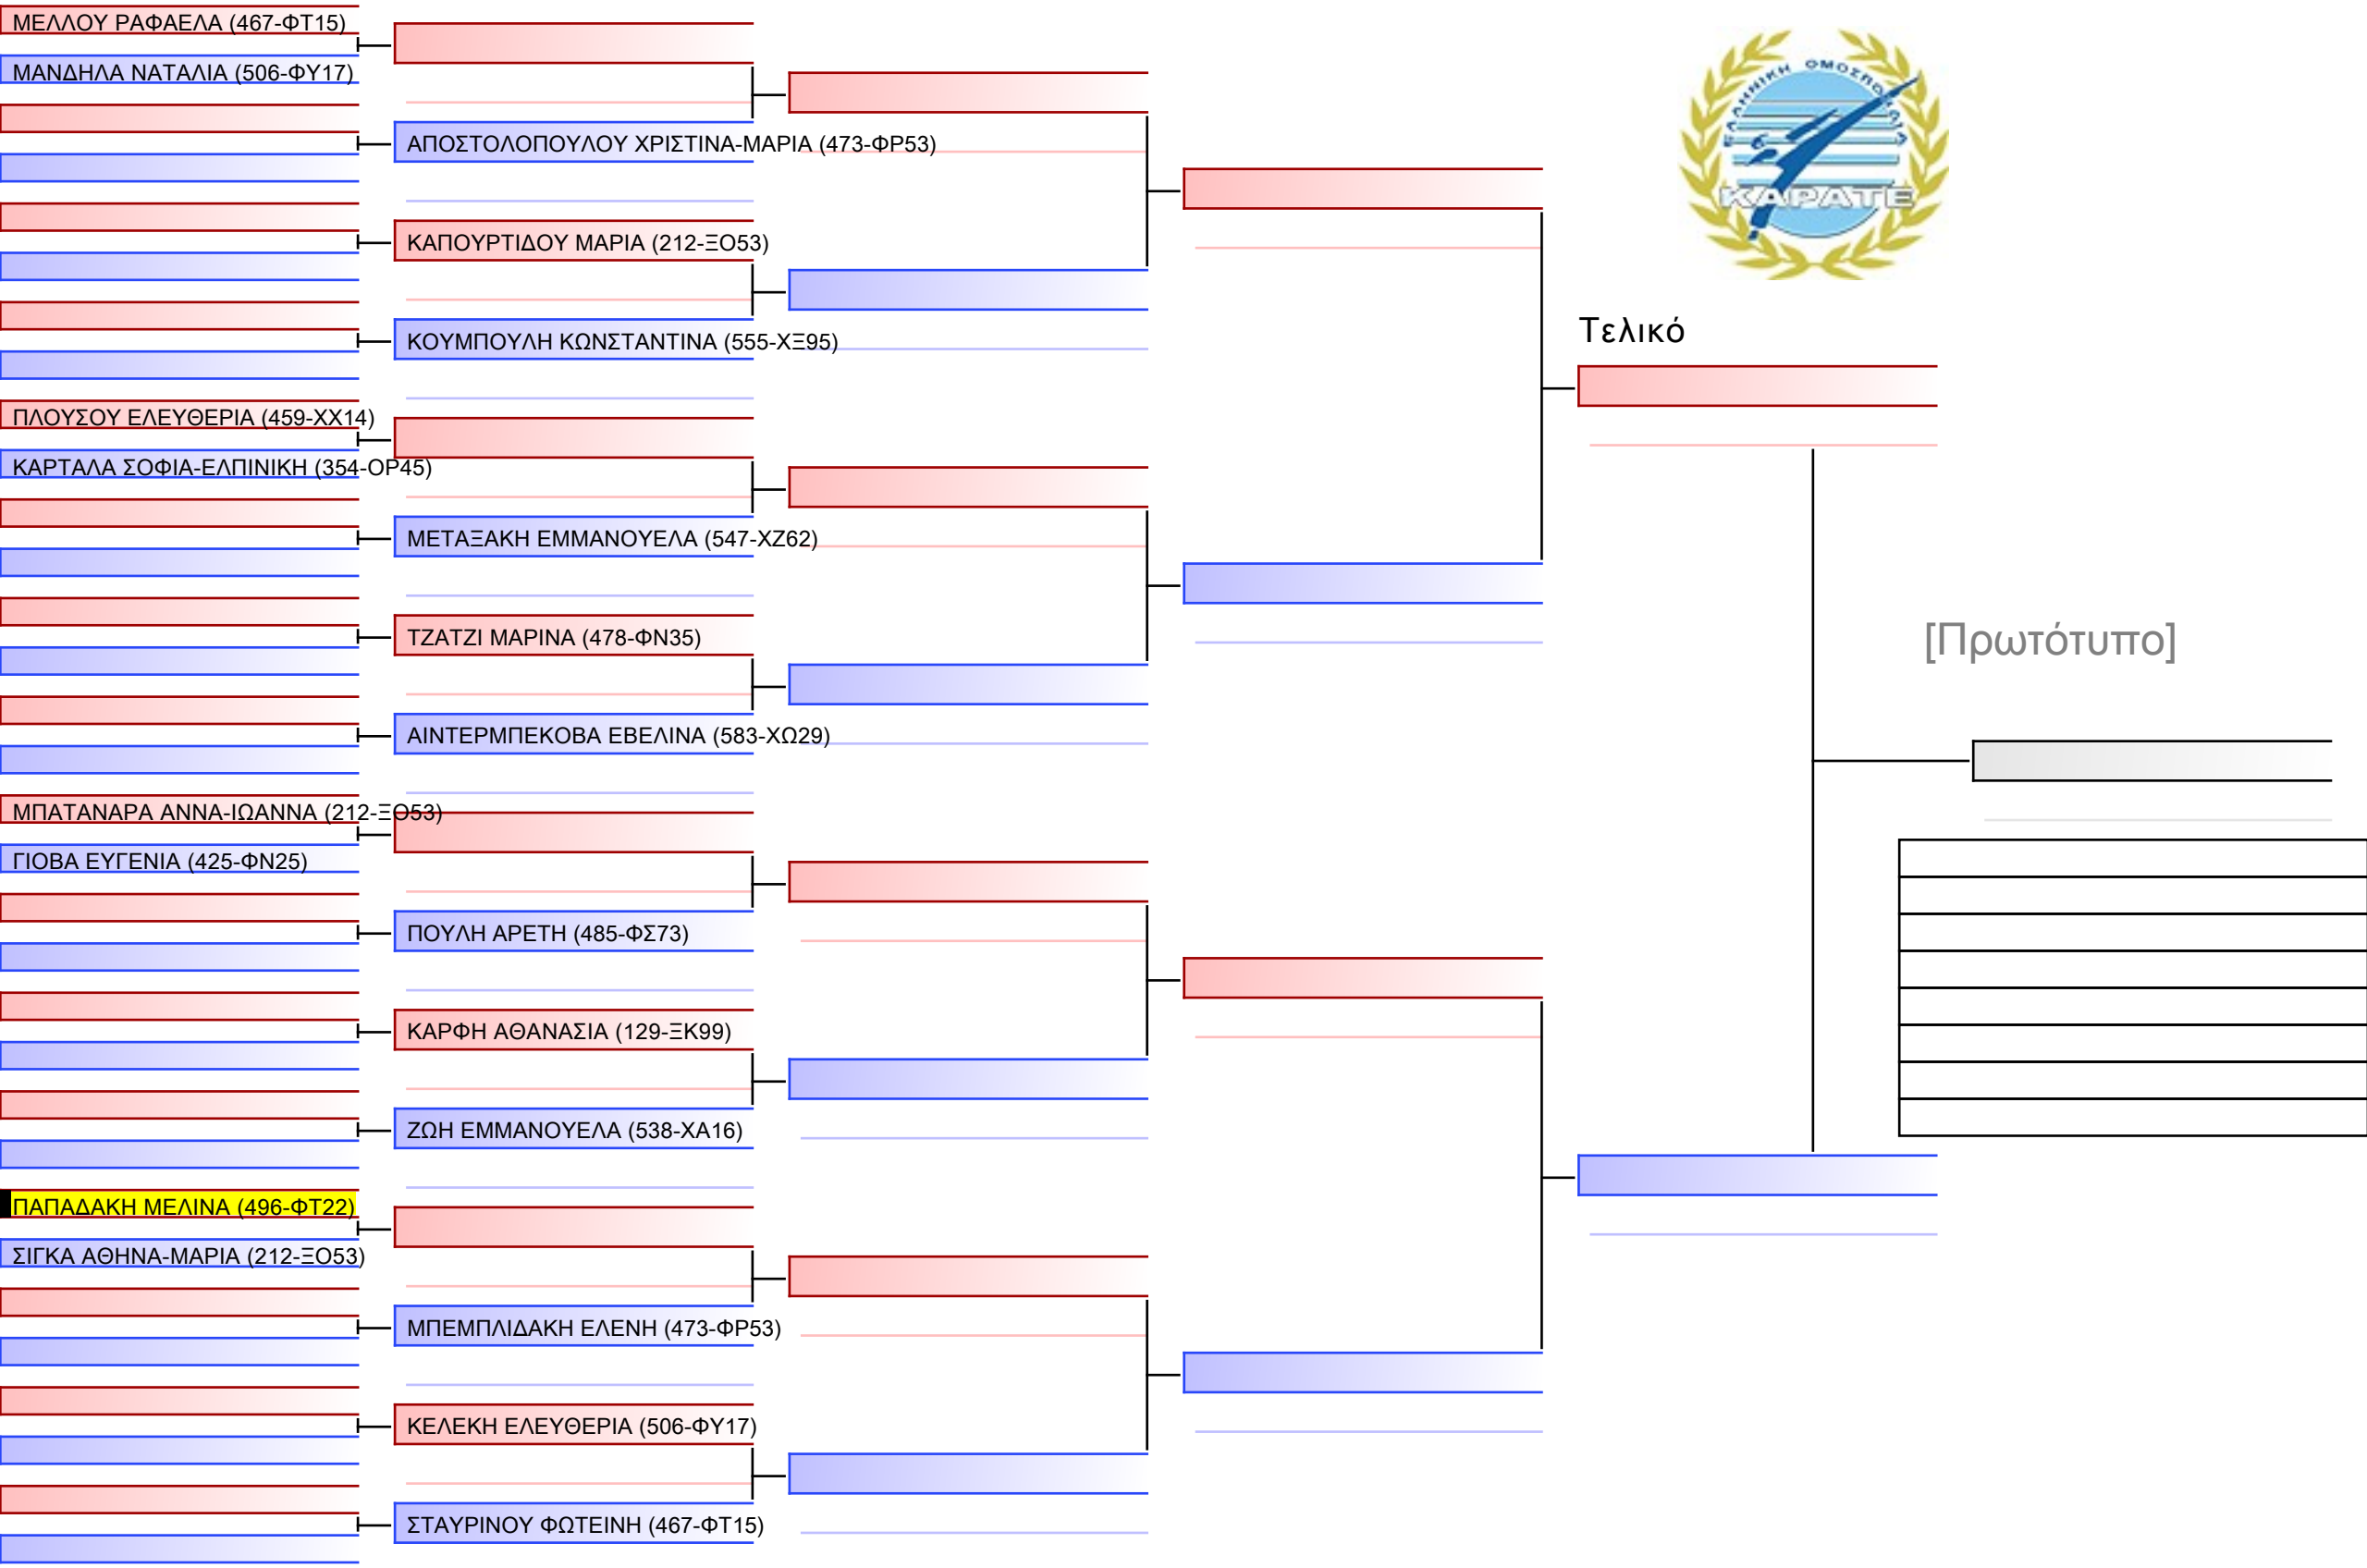 ΜΕΛΛΟΥ ΡΑΦΑΕΛΑ (467-ΦΤ15)
ΜΑΝΔΗΛΑ ΝΑΤΑΛΙΑ (506-ΦΥ17)
ΑΠΟΣΤΟΛΟΠΟΥΛΟΥ ΧΡΙΣΤΙΝΑ-ΜΑΡΙΑ (473-ΦΡ53)
ΚΑΠΟΥΡΤΙΔΟΥ ΜΑΡΙΑ (212-ΞΟ53)
ΚΟΥΜΠΟΥΛΗ ΚΩΝΣΤΑΝΤΙΝΑ (555-ΧΞ95)
ΠΛΟΥΣΟΥ ΕΛΕΥΘΕΡΙΑ (459-ΧΧ14)
ΚΑΡΤΑΛΑ ΣΟΦΙΑ-ΕΛΠΙΝΙΚΗ (354-ΟΡ45)
ΜΕΤΑΞΑΚΗ ΕΜΜΑΝΟΥΕΛΑ (547-ΧΖ62)
ΤΖΑΤΖΙ ΜΑΡΙΝΑ (478-ΦΝ35)
ΑΙΝΤΕΡΜΠΕΚΟΒΑ ΕΒΕΛΙΝΑ (583-ΧΩ29)
ΜΠΑΤΑΝΑΡΑ ΑΝΝΑ-ΙΩΑΝΝΑ (212-ΞΟ53)
ΓΙΟΒΑ ΕΥΓΕΝΙΑ (425-ΦΝ25)
ΠΟΥΛΗ ΑΡΕΤΗ (485-ΦΣ73)
ΚΑΡΦΗ ΑΘΑΝΑΣΙΑ (129-ΞΚ99)
ΖΩΗ ΕΜΜΑΝΟΥΕΛΑ (538-ΧΑ16)
ΠΑΠΑΔΑΚΗ ΜΕΛΙΝΑ (496-ΦΤ22)
ΣΙΓΚΑ ΑΘΗΝΑ-ΜΑΡΙΑ (212-ΞΟ53)
ΜΠΕΜΠΛΙΔΑΚΗ ΕΛΕΝΗ (473-ΦΡ53)
ΚΕΛΕΚΗ ΕΛΕΥΘΕΡΙΑ (506-ΦΥ17)
ΣΤΑΥΡΙΝΟΥ ΦΩΤΕΙΝΗ (467-ΦΤ15)
ΕΛΛΗΝΙΚΗ ΟΜΟΣΠΟΝΔΙΑ
ΚΑΡΑΤΕ
Τελικό
[Πρωτότυπο]